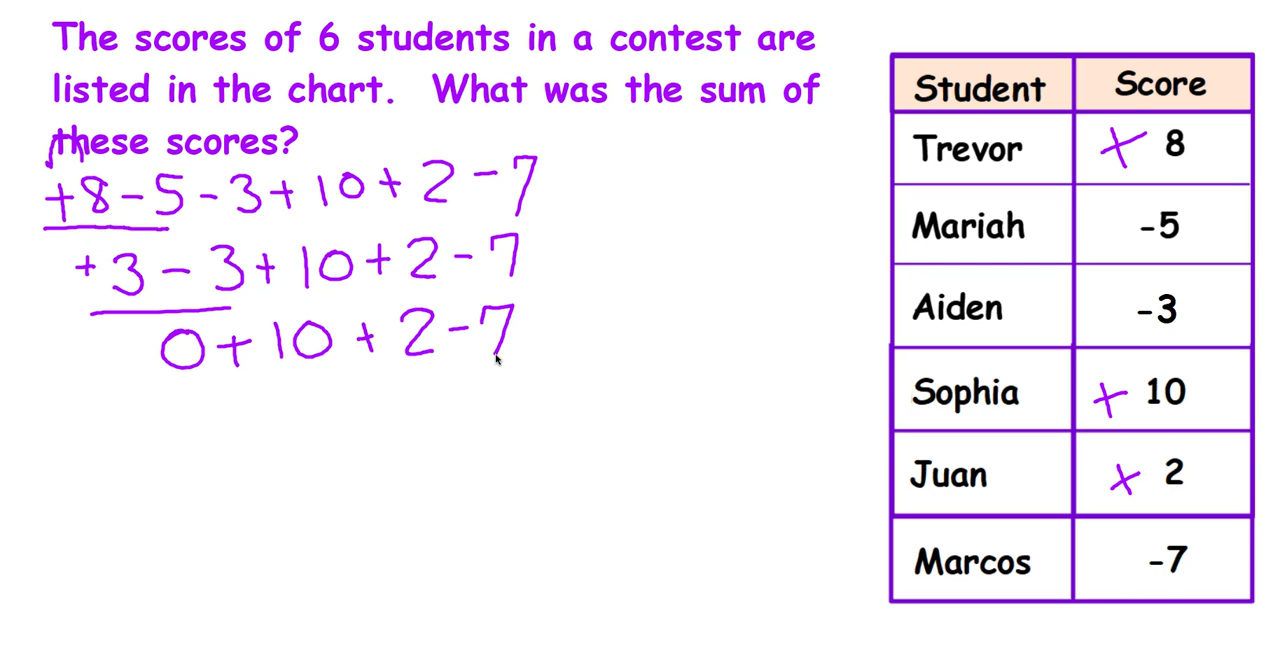 The scores of 6 students in a contest are
listed in the chart. What was the sum of
these scores?
+8-5-3+10+2-7
+3-3+10+2-7
0+10+2-7
Student Score
Trevor + 8
Mariah -5
Aiden -3
Sophia + 10
Juan + 2
Marcos -7